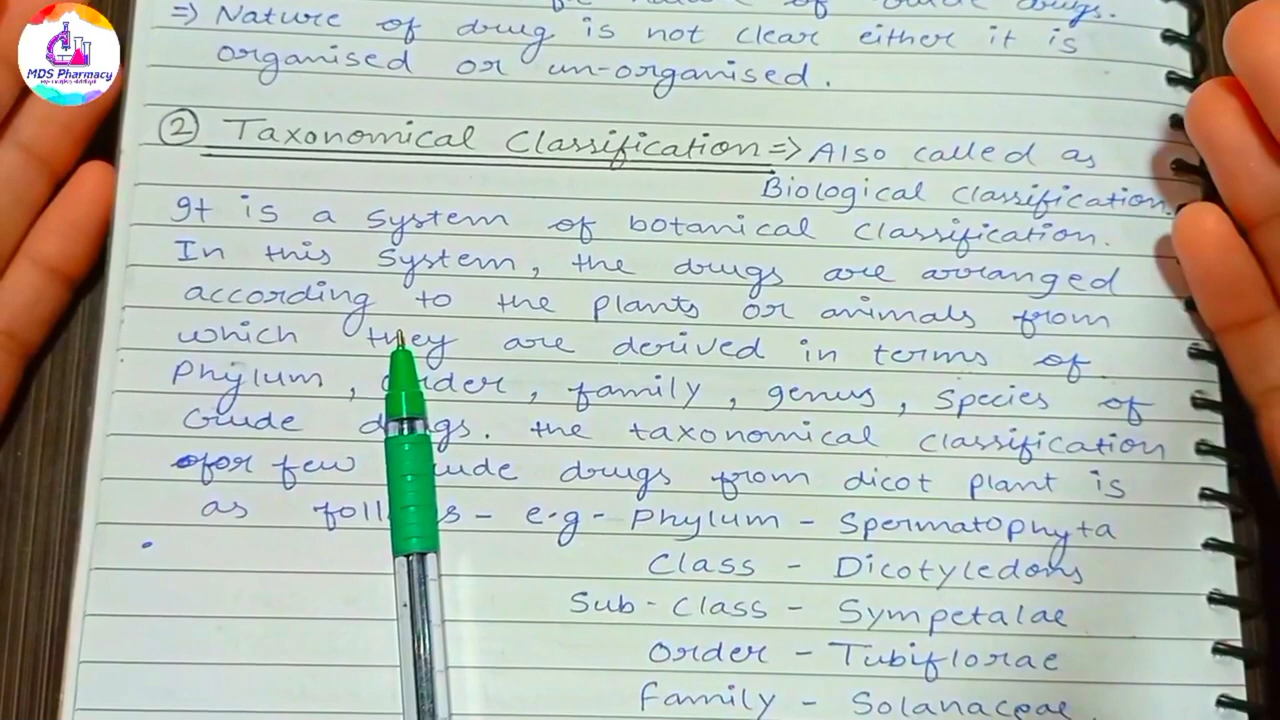 MDS Pharmacy
of drugs.
=> Nature of drug is not clear either it is
organised or un-organised.
② Taxonomical Classification => Also called as
Biological Classification.
It is a system of botanical classification.
In this system, the drugs are arranged
according to the plants or animals from
which they are derived in terms of
Phylum, order, family, genus, species of
Crude drugs. the taxonomical classification
for few crude drugs from dicot plant is
as follows - e.g - Phylum - Spermatophyta
Class - Dicotyledons
Sub-Class - Sympetalae
Order - Tubiflorae
Family - Solanaceae